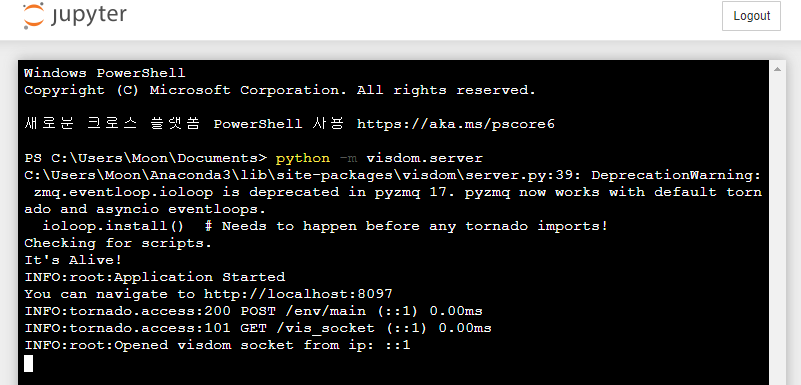 jupyter
Logout
Windows PowerShell
Copyright (C) Microsoft Corporation. All rights reserved.
새로운 크로스 플랫폼 PowerShell 사용 https://aka.ms/pscore6
PS C:\Users\Moon\Documents> python -m visdom.server
C:\Users\Moon\Anaconda3\lib\site-packages\visdom\server.py:39: DeprecationWarning:
 zmq.eventloop.ioloop is deprecated in pyzmq 17. pyzmq now works with default torn
ado and asyncio eventloops.
  ioloop.install()  # Needs to happen before any tornado imports!
Checking for scripts.
It's Alive!
INFO:root:Application Started
You can navigate to http://localhost:8097
INFO:tornado.access:200 POST /env/main (::1) 0.00ms
INFO:tornado.access:101 GET /vis_socket (::1) 0.00ms
INFO:root:Opened visdom socket from ip: ::1